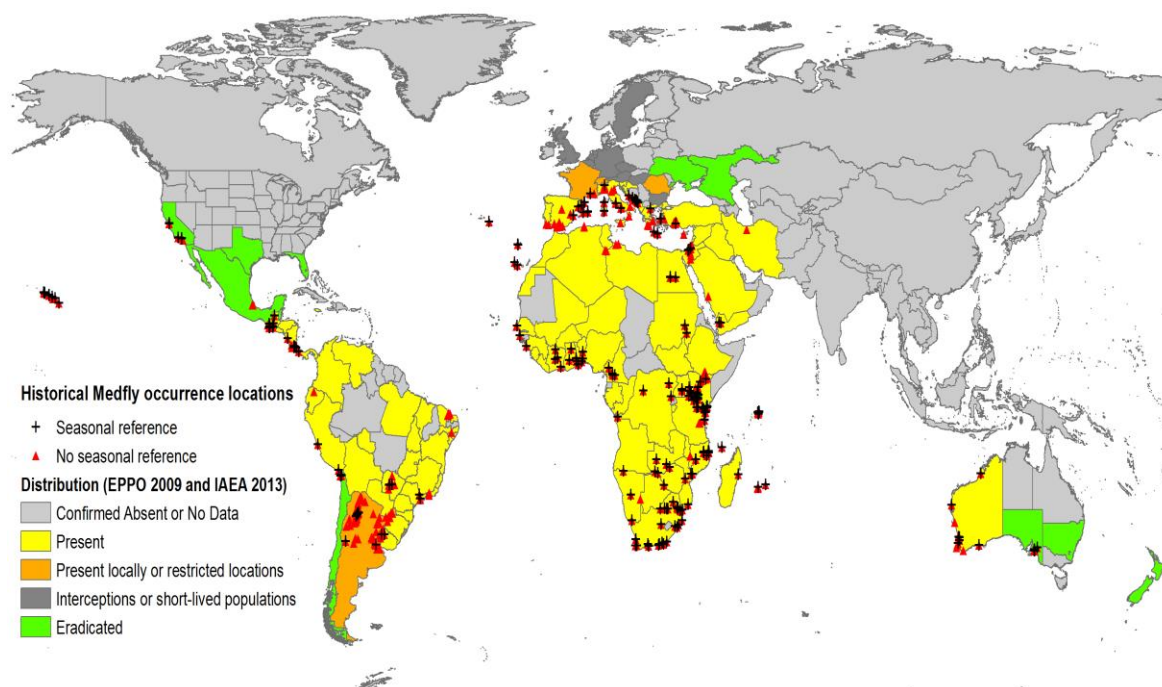 Historical Medfly occurrence locations
Seasonal reference
No seasonal reference
Distribution (EPPO 2009 and IAEA 2013)
Confirmed Absent or No Data
Present
Present locally or restricted locations
Interceptions or short-lived populations
Eradicated